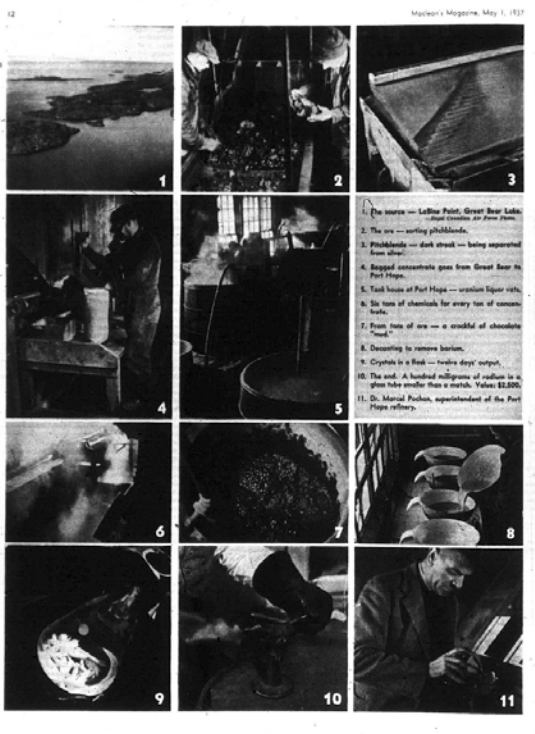 12
Maclean's Magazine, May 1, 1937
1
2
3
1. The source — LaBine Point, Great Bear Lake.
—Royal Canadian Air Force Photo.
2. The ore — sorting pitchblende.
3. Pitchblende — dark streak — being separated
from silver.
4. Bagged concentrate goes from Great Bear to
Port Hope.
5. Tank house at Port Hope — uranium liquor vats.
6. Six tons of chemicals for every ton of concen-
trate.
7. From tons of ore — a crockful of chocolate
"mud."
8. Decanting to remove barium.
9. Crystals in a flask — twelve days' output.
10. The end. A hundred milligrams of radium in a
glass tube smaller than a match. Value: $2,500.
11. Dr. Marcel Pochon, superintendent of the Port
Hope refinery.
4
5
6
7
8
9
10
11